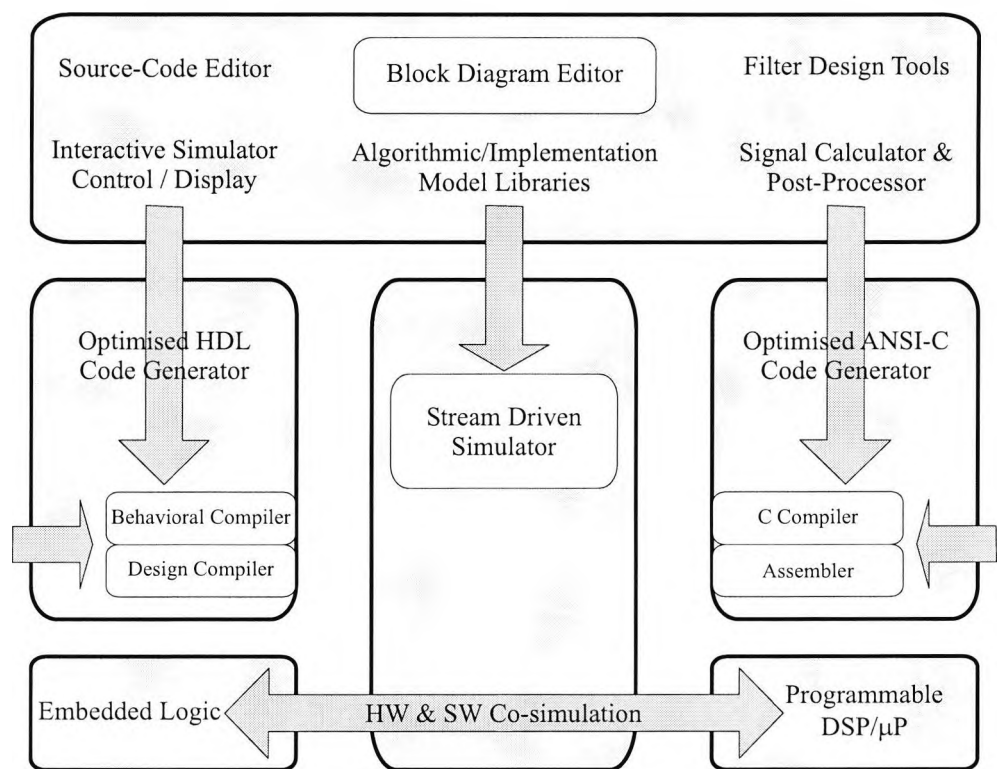 Source-Code Editor
Block Diagram Editor
Filter Design Tools
Interactive Simulator
Control / Display
Algorithmic/Implementation
Model Libraries
Signal Calculator &
Post-Processor
Optimised HDL
Code Generator
Stream Driven
Simulator
Optimised ANSI-C
Code Generator
Behavioral Compiler
Design Compiler
C Compiler
Assembler
Embedded Logic
HW & SW Co-simulation
Programmable
DSP/µP